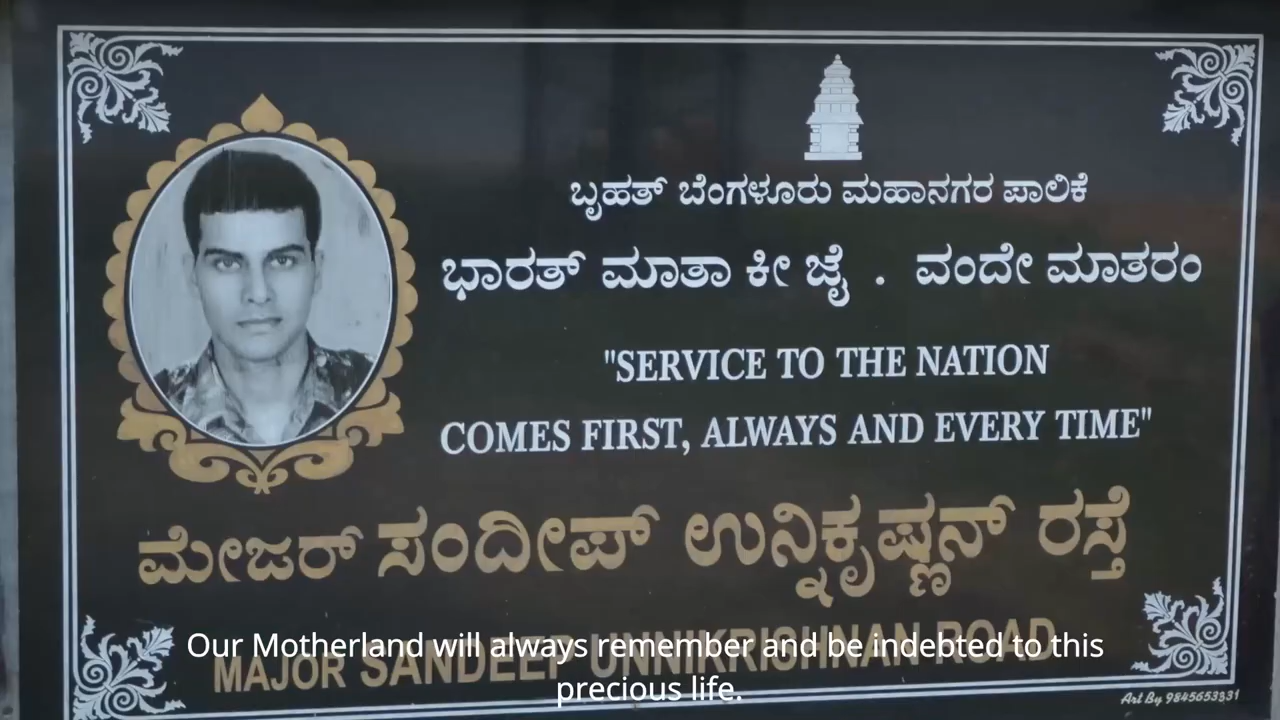 ಬೃಹತ್ ಬೆಂಗಳೂರು ಮಹಾನಗರ ಪಾಲಿಕೆ
ಭಾರತ್ ಮಾತಾ ಕೀ ಜೈ . ವಂದೇ ಮಾತರಂ
"SERVICE TO THE NATION
COMES FIRST, ALWAYS AND EVERY TIME"
ಮೇಜರ್ ಸಂದೀಪ್ ಉನ್ನಿಕೃಷ್ಣನ್ ರಸ್ತೆ
MAJOR SANDEEP UNNIKRISHNAN ROAD
Our Motherland will always remember and be indebted to this
precious life.
Art By 9845653331